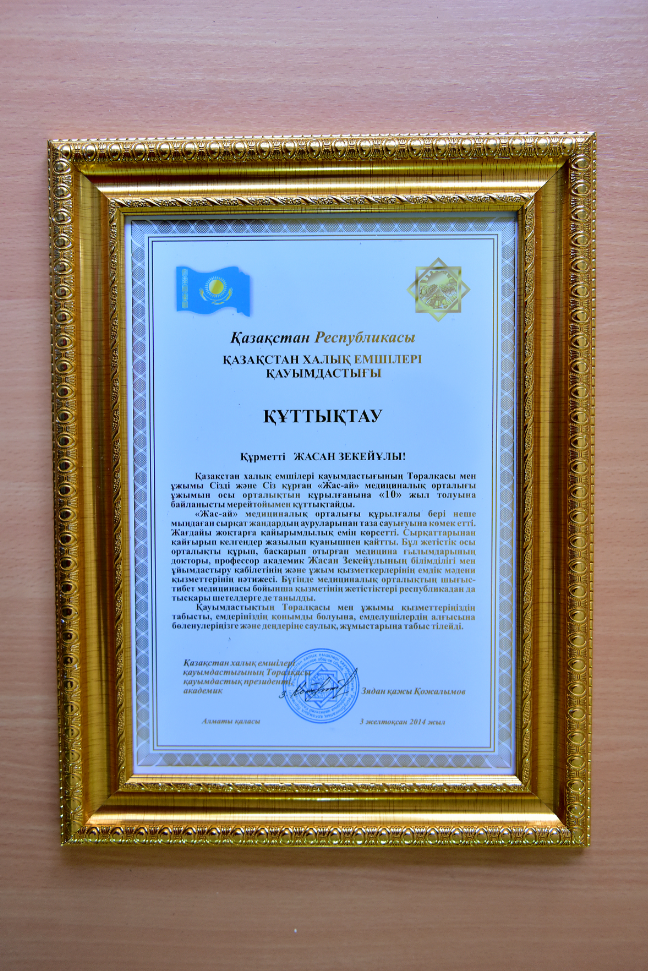 Қазақстан Республикасы
ҚАЗАҚСТАН ХАЛЫҚ ЕМШІЛЕРІ
ҚАУЫМДАСТЫҒЫ
ҚҰТТЫҚТАУ
Құрметті ЖАСАН ЗЕКЕЙҰЛЫ!
Қазақстан халық емшілері қауымдастығының Төралқасы мен
ұжымы Сізді және Сіз құрған «Жас-ай» медициналық орталығы
ұжымын осы орталықтың құрылғанына «10» жыл толуына
байланысты мерейтойымен құттықтайды.
«Жас-ай» медициналық орталығы құрылғалы бері неше
мыңдаған сырқат жандардың ауруларынан таза сауығуына көмек етті.
Жағдайы жоқтарға қайырымдылық емін көрсетті. Сырқаттарынан
қайғырып келгендер жазылып қуанышпен қайтты. Бұл жетістік осы
орталықты құрып, басқарып отырған медицина ғылымдарының
докторы, профессор академик Жасан Зекейұлының білімділігі мен
ұйымдастыру қабілетінің және ұжым қызметкерлерінің емдік мәдени
қызметтерінің нәтижесі. Бүгінде медициналық орталықтың шығыс-
тибет медицинасы бойынша қызметінің жетістіктері республикадан да
тысқары шетелдерге де танылды.
Қауымдастықтың Төралқасы мен ұжымы қызметтеріңіздің
табысты, емдеріңіздің қонымды болуына, емделушілердің алғысына
бөленулеріңізге және дендеріңе саулық, жұмыстарыңа табыс тілейді.
Қазақстан халық емшілері
қауымдастығының Төралқасы
қауымдастық президенті,
академик Зядан қажы Қожалымов
Алматы қаласы 3 желтоқсан 2014 жыл